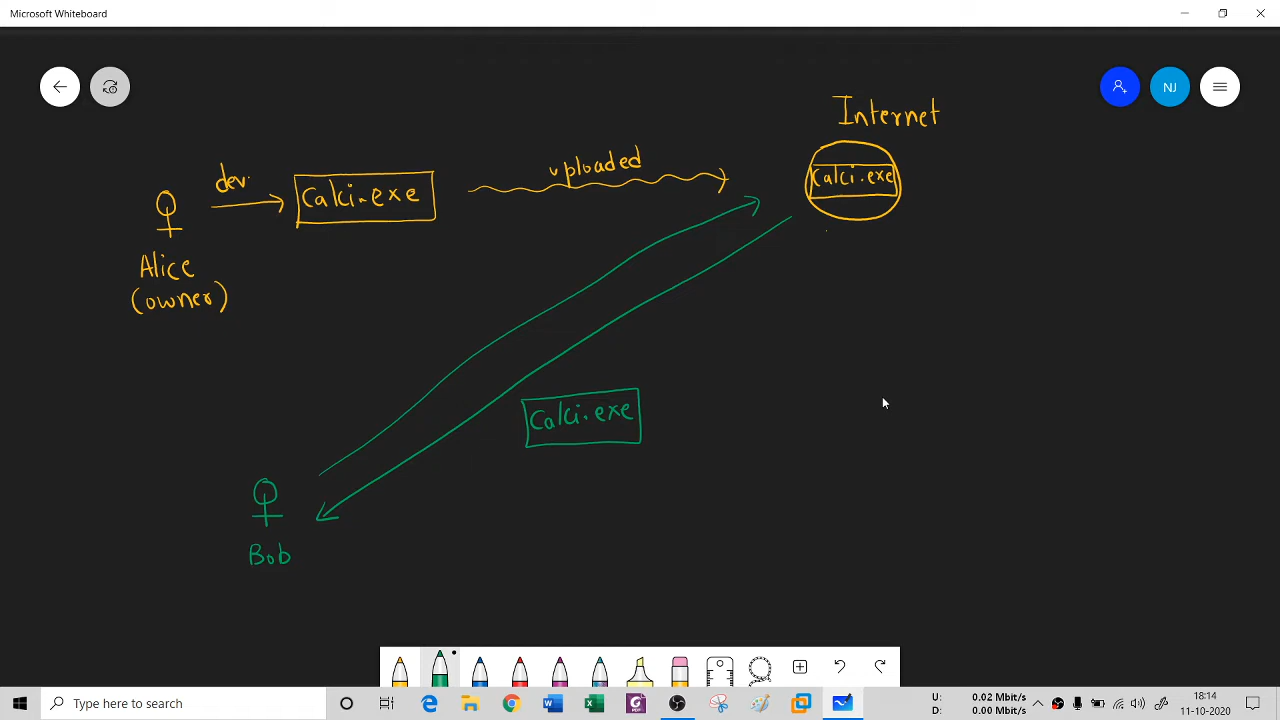 Microsoft Whiteboard
NJ
Internet
uploaded
dev.
Calci.exe
Calci.exe
Alice
(owner)
Calci.exe
Bob
Type here to search
U: 0.02 Mbit/s
D: 0.00 Mbit/s
18:14
11-10-2020